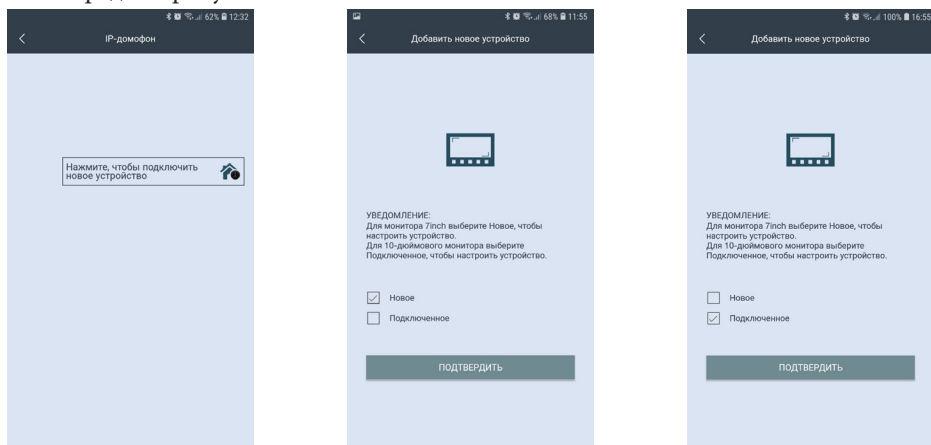 62% 12:32
IP-домофон
Нажмите, чтобы подключить
новое устройство
68% 11:55
Добавить новое устройство
УВЕДОМЛЕНИЕ:
Для монитора 7inch выберите Новое, чтобы
настроить устройство.
Для 10-дюймового монитора выберите
Подключенное, чтобы настроить устройство.
Новое
Подключенное
ПОДТВЕРДИТЬ
100% 16:55
Добавить новое устройство
УВЕДОМЛЕНИЕ:
Для монитора 7inch выберите Новое, чтобы
настроить устройство.
Для 10-дюймового монитора выберите
Подключенное, чтобы настроить устройство.
Новое
Подключенное
ПОДТВЕРДИТЬ